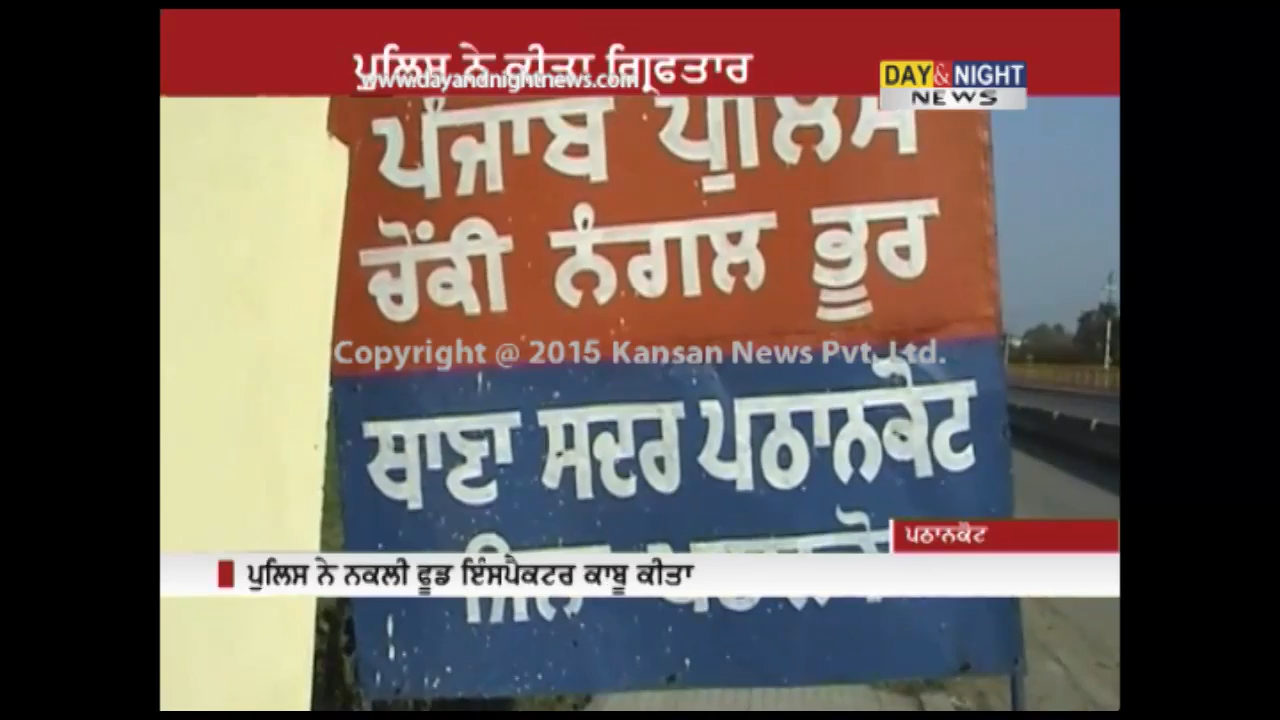 ਪੁਲਿਸ ਨੇ ਕੀਤਾ ਗ੍ਰਿਫਤਾਰ
www.dayandnightnews.com
DAY & NIGHT
NEWS
ਪੰਜਾਬ ਪੁਲਿਸ
ਚੋਂਕੀ ਨੰਗਲ ਭੂਰ
Copyright @ 2015 Kansan News Pvt. Ltd.
ਥਾਣਾ ਸਦਰ ਪਠਾਨਕੋਟ
ਪਠਾਨਕੋਟ
ਪੁਲਿਸ ਨੇ ਨਕਲੀ ਫੂਡ ਇੰਸਪੈਕਟਰ ਕਾਬੂ ਕੀਤਾ